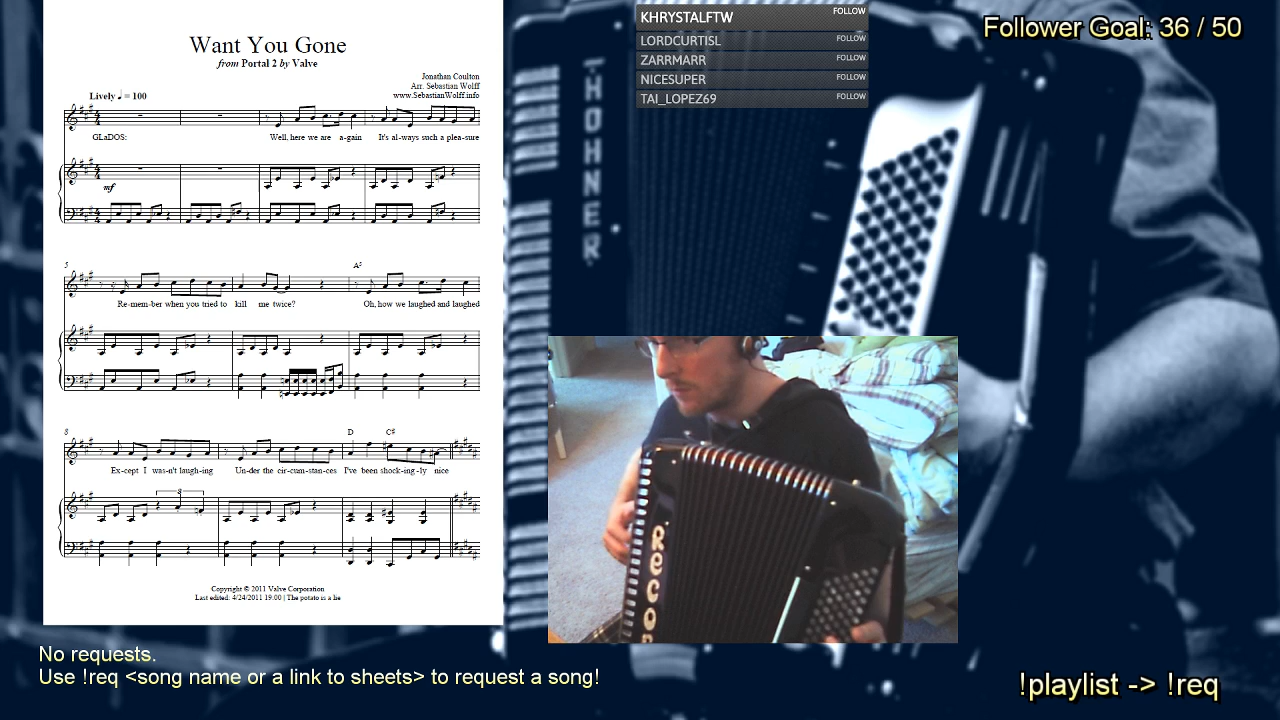 Want You Gone
from Portal 2 by Valve
Jonathan Coulton
Arr. Sebastian Wolff
www.SebastianWolff.info
Lively ♩ = 100
GLaDOS:
Well, here we are a-gain It's al-ways such a plea-sure
mf
5
A5
Re-mem-ber when you tried to kill me twice? Oh, how we laughed and laughed
8
D C#
Ex-cept I was-n't laugh-ing Un-der the cir-cum-stan-ces I've been shock-ing-ly nice
3
Copyright © 2011 Valve Corporation
Last edited: 4/24/2011 19:00 | The potato is a lie
KHRYSTALFTW FOLLOW
LORDCURTISL FOLLOW
ZARRMARR FOLLOW
NICESUPER FOLLOW
TAI_LOPEZ69 FOLLOW
Follower Goal: 36 / 50
HOHNER
No requests.
Use !req <song name or a link to sheets> to request a song!
!playlist -> !req